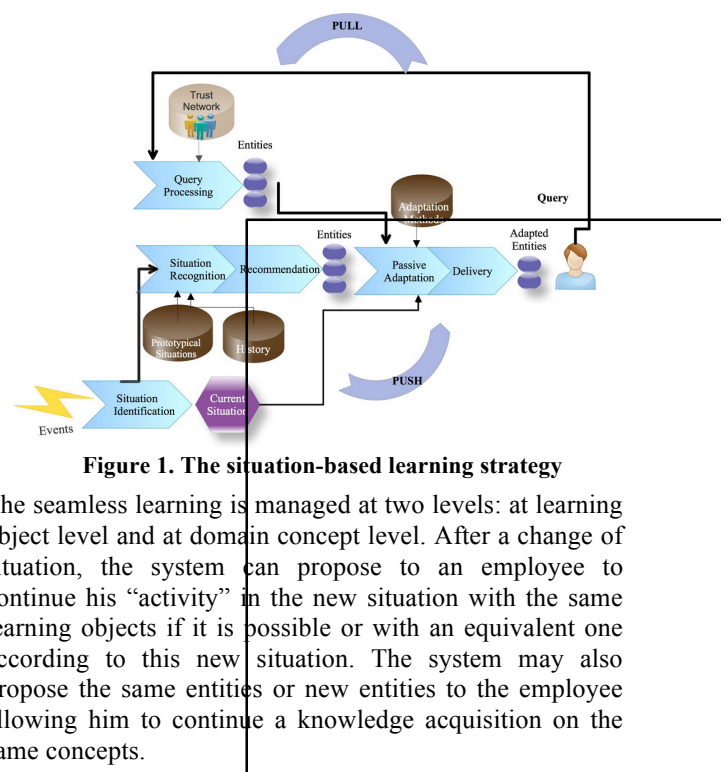 PULL
Trust
Network
Entities
Query
Processing
Adaptation
Methods
Query
Entities
Adapted
Entities
Situation
Recognition
Recommendation
Passive
Adaptation
Delivery
Prototypical
Situations
History
PUSH
Situation
Identification
Current
Situation
Events
Figure 1. The situation-based learning strategy
he seamless learning is managed at two levels: at learning
bject level and at domain concept level. After a change of
ituation, the system can propose to an employee to
ontinue his “activity” in the new situation with the same
earning objects if it is possible or with an equivalent one
ccording to this new situation. The system may also
ropose the same entities or new entities to the employee
llowing him to continue a knowledge acquisition on the
ame concepts.